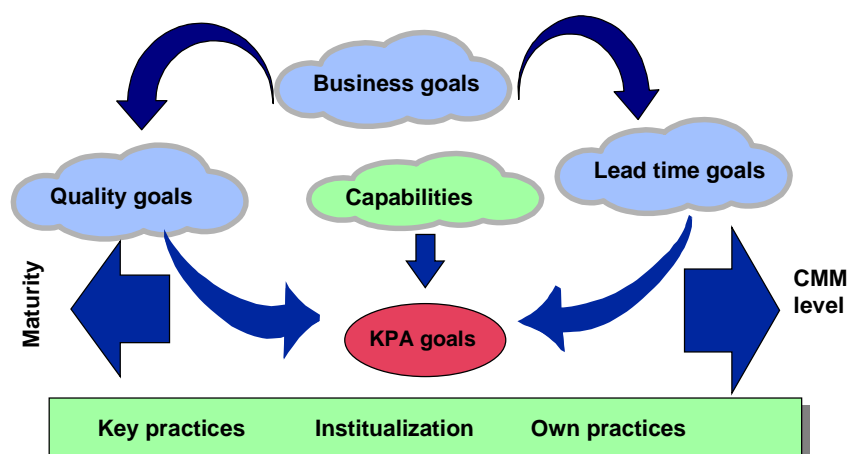 Business goals
Quality goals
Capabilities
Lead time goals
Maturity
CMM
level
KPA goals
Key practices Institualization Own practices